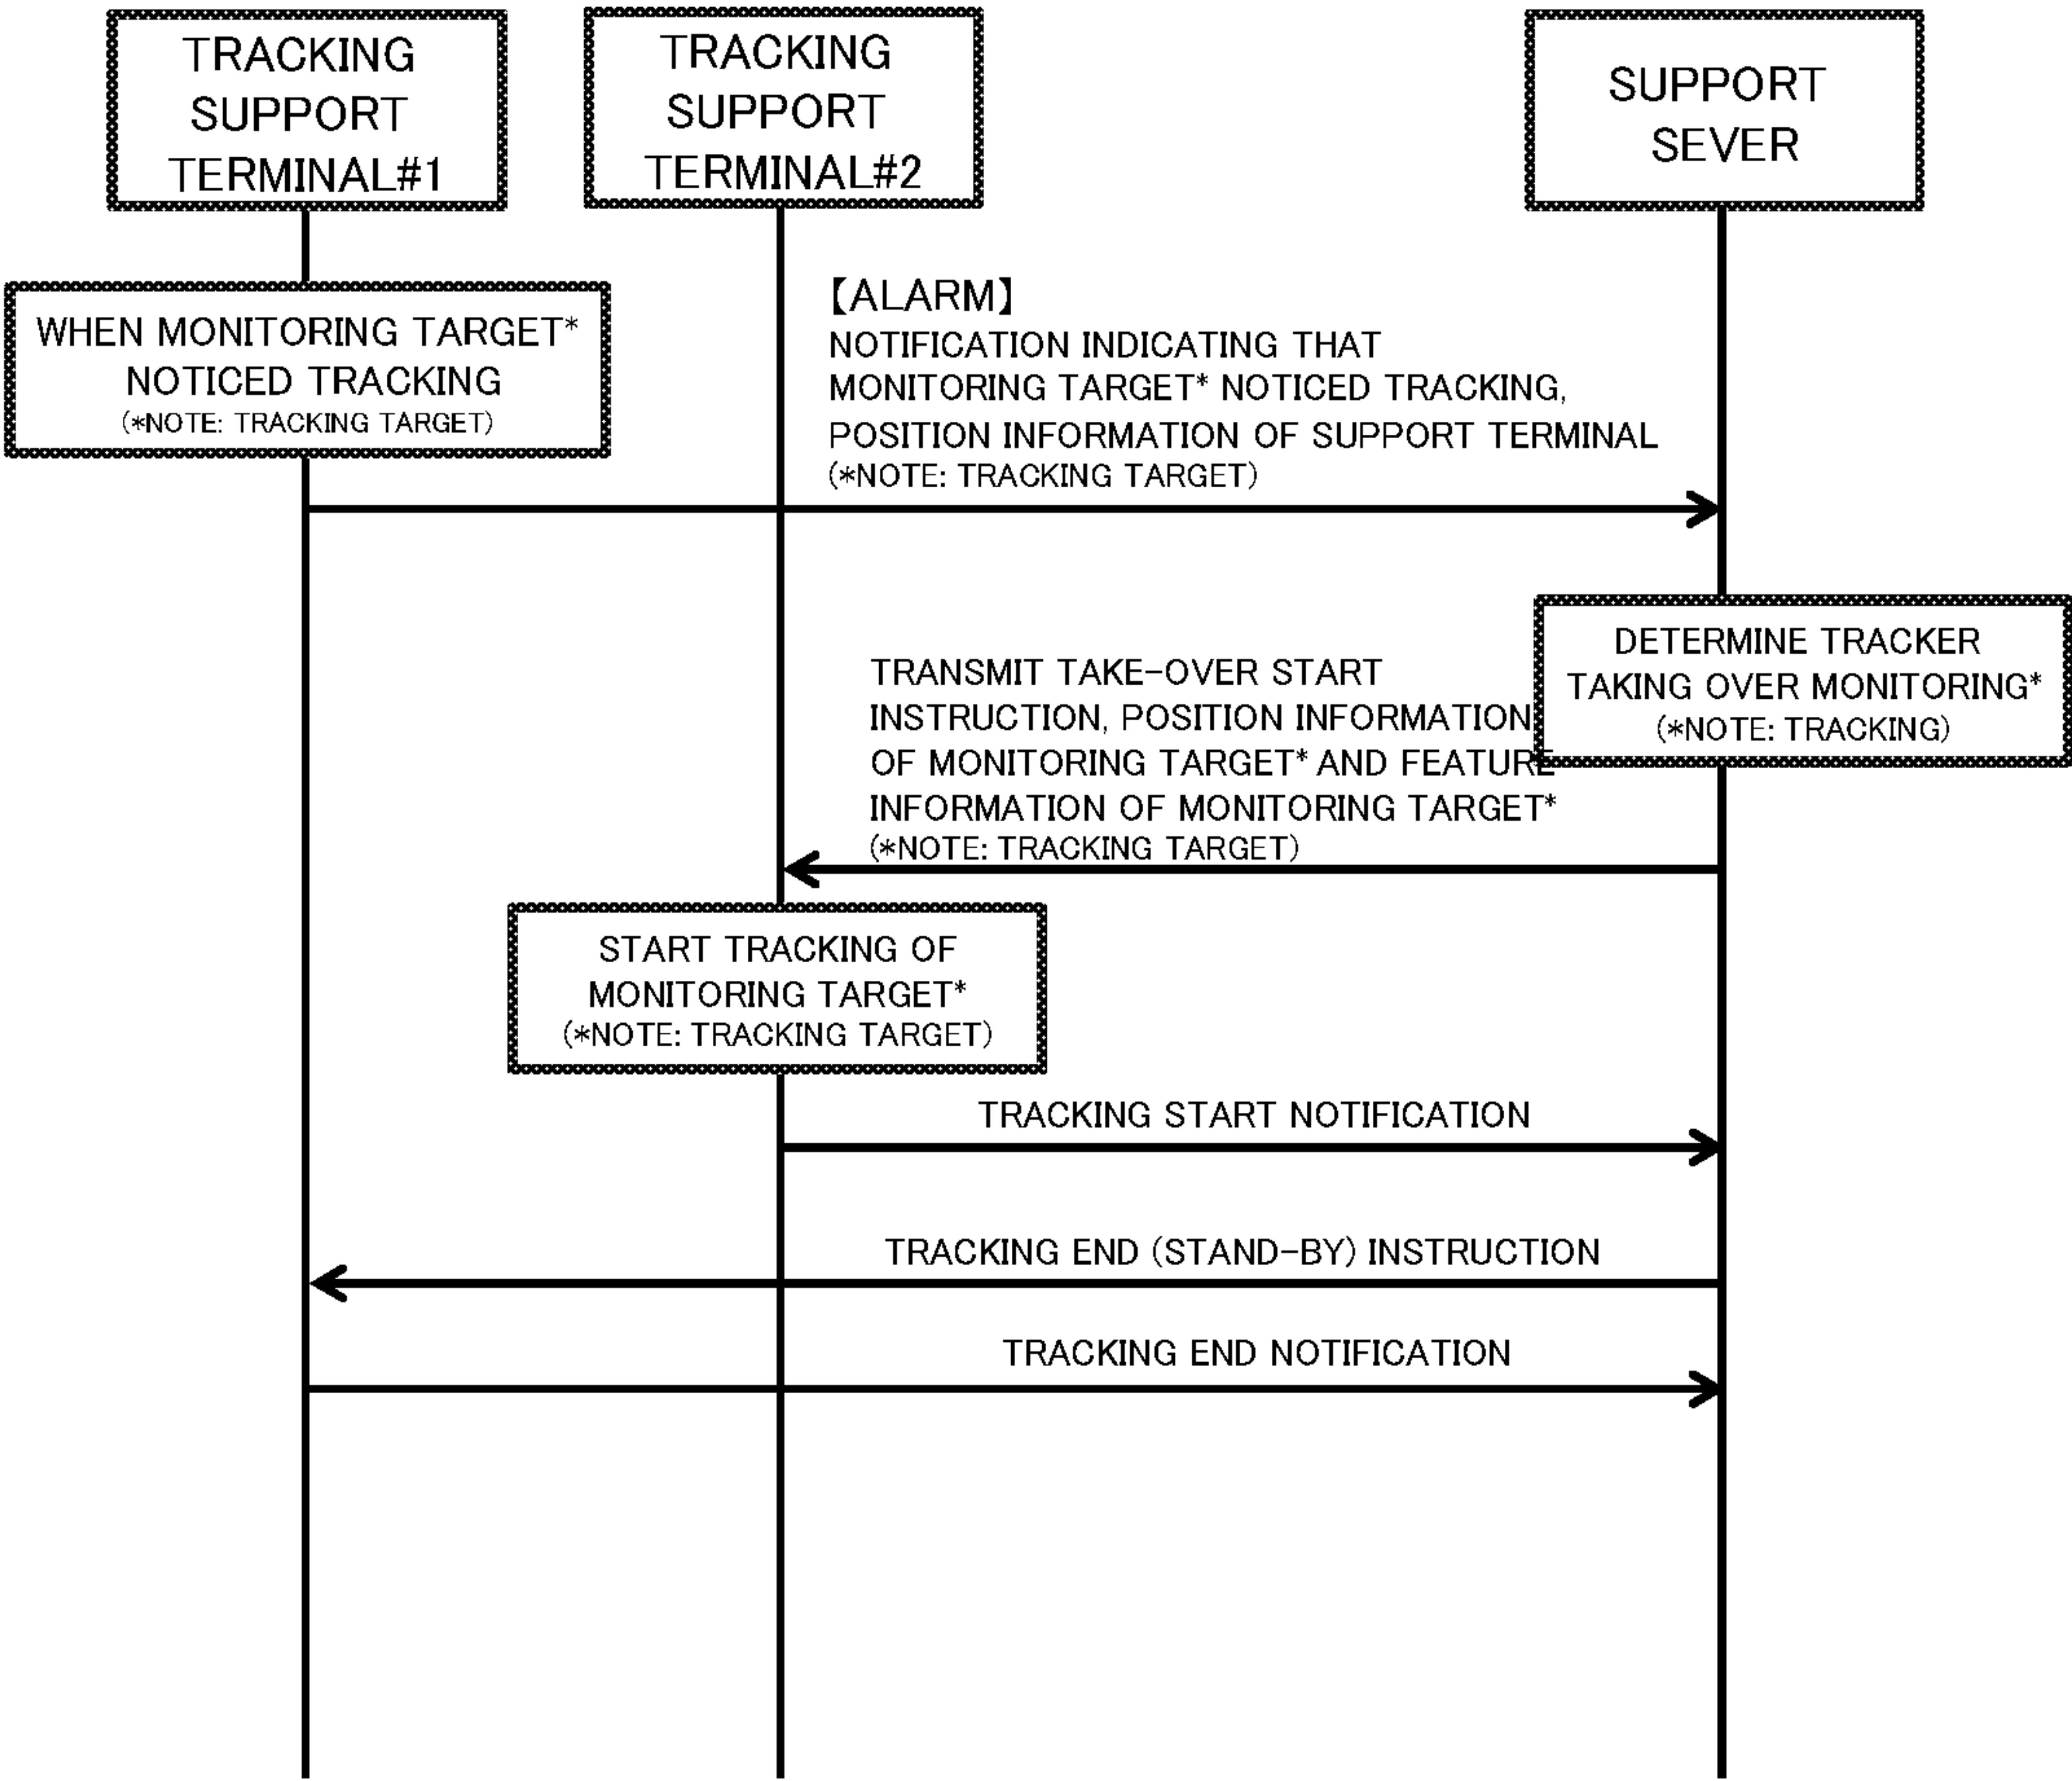 TRACKING
SUPPORT
TERMINAL#1
TRACKING
SUPPORT
TERMINAL#2
SUPPORT
SEVER
WHEN MONITORING TARGET*
NOTICED TRACKING
(*NOTE: TRACKING TARGET)
【ALARM】
NOTIFICATION INDICATING THAT
MONITORING TARGET* NOTICED TRACKING,
POSITION INFORMATION OF SUPPORT TERMINAL
(*NOTE: TRACKING TARGET)
DETERMINE TRACKER
TAKING OVER MONITORING*
(*NOTE: TRACKING)
TRANSMIT TAKE-OVER START
INSTRUCTION, POSITION INFORMATION
OF MONITORING TARGET* AND FEATURE
INFORMATION OF MONITORING TARGET*
(*NOTE: TRACKING TARGET)
START TRACKING OF
MONITORING TARGET*
(*NOTE: TRACKING TARGET)
TRACKING START NOTIFICATION
TRACKING END (STAND-BY) INSTRUCTION
TRACKING END NOTIFICATION